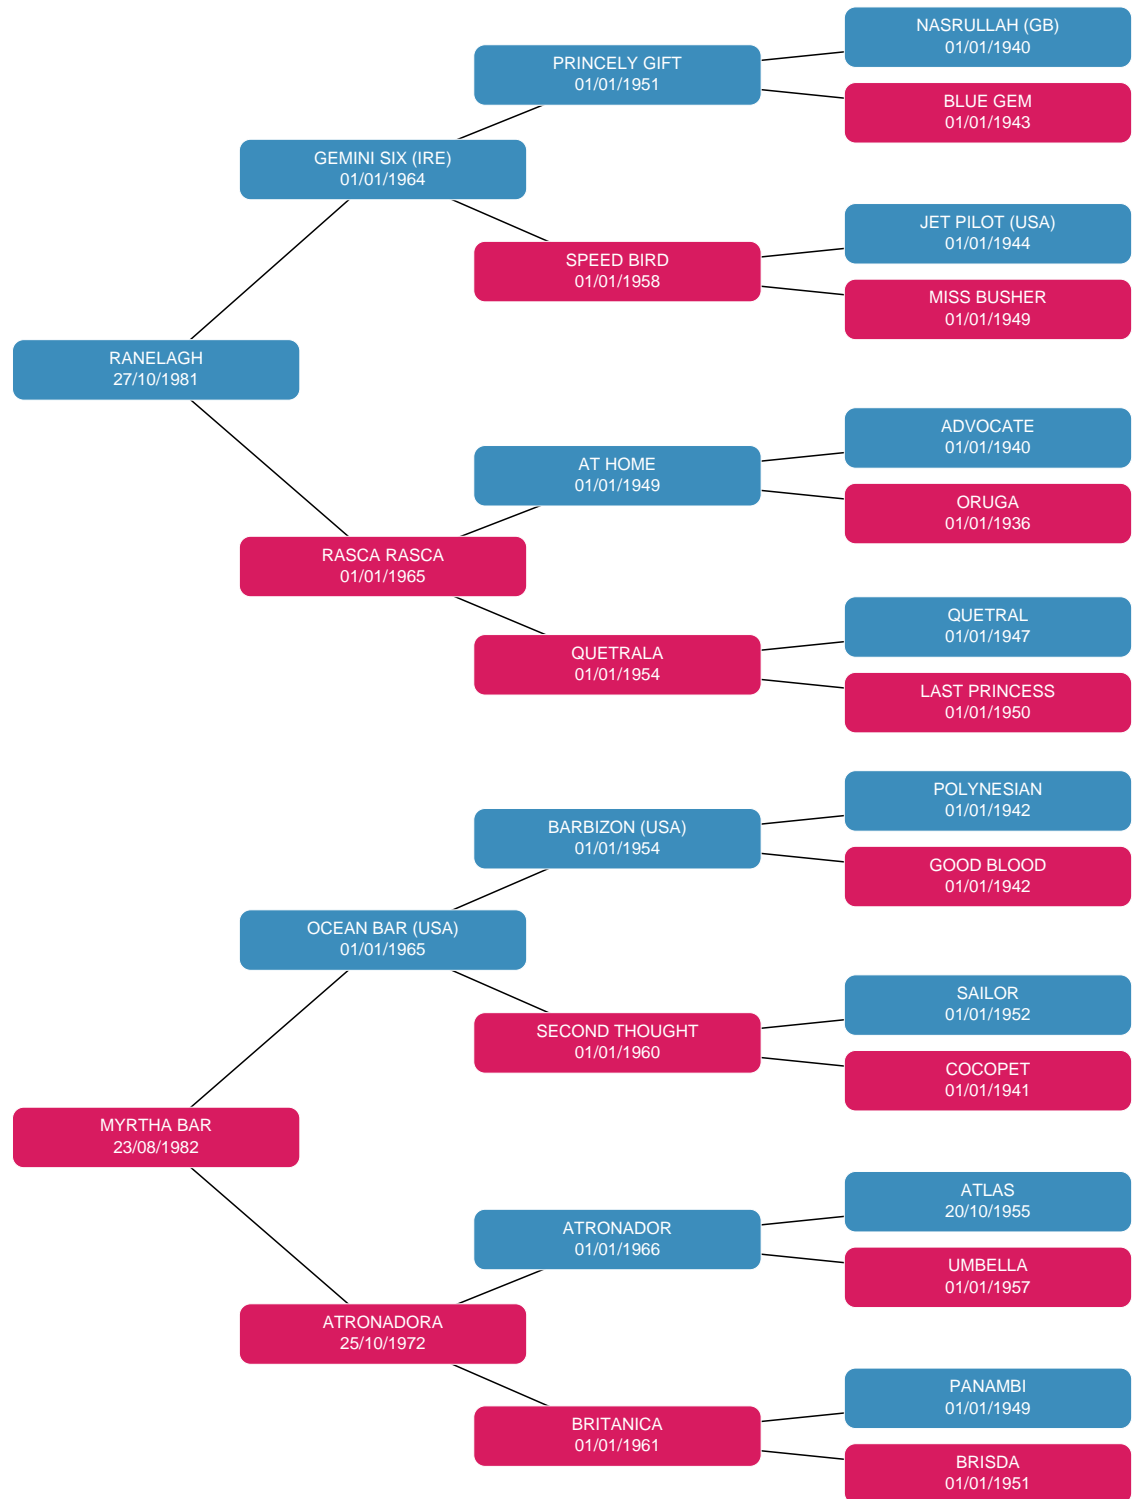 NASRULLAH (GB)
01/01/1940
PRINCELY GIFT
01/01/1951
BLUE GEM
01/01/1943
GEMINI SIX (IRE)
01/01/1964
JET PILOT (USA)
01/01/1944
SPEED BIRD
01/01/1958
MISS BUSHER
01/01/1949
RANELAGH
27/10/1981
ADVOCATE
01/01/1940
AT HOME
01/01/1949
ORUGA
01/01/1936
RASCA RASCA
01/01/1965
QUETRAL
01/01/1947
QUETRALA
01/01/1954
LAST PRINCESS
01/01/1950
POLYNESIAN
01/01/1942
BARBIZON (USA)
01/01/1954
GOOD BLOOD
01/01/1942
OCEAN BAR (USA)
01/01/1965
SAILOR
01/01/1952
SECOND THOUGHT
01/01/1960
COCOPET
01/01/1941
MYRTHA BAR
23/08/1982
ATLAS
20/10/1955
ATRONADOR
01/01/1966
UMBELLA
01/01/1957
ATRONADORA
25/10/1972
PANAMBI
01/01/1949
BRITANICA
01/01/1961
BRISDA
01/01/1951